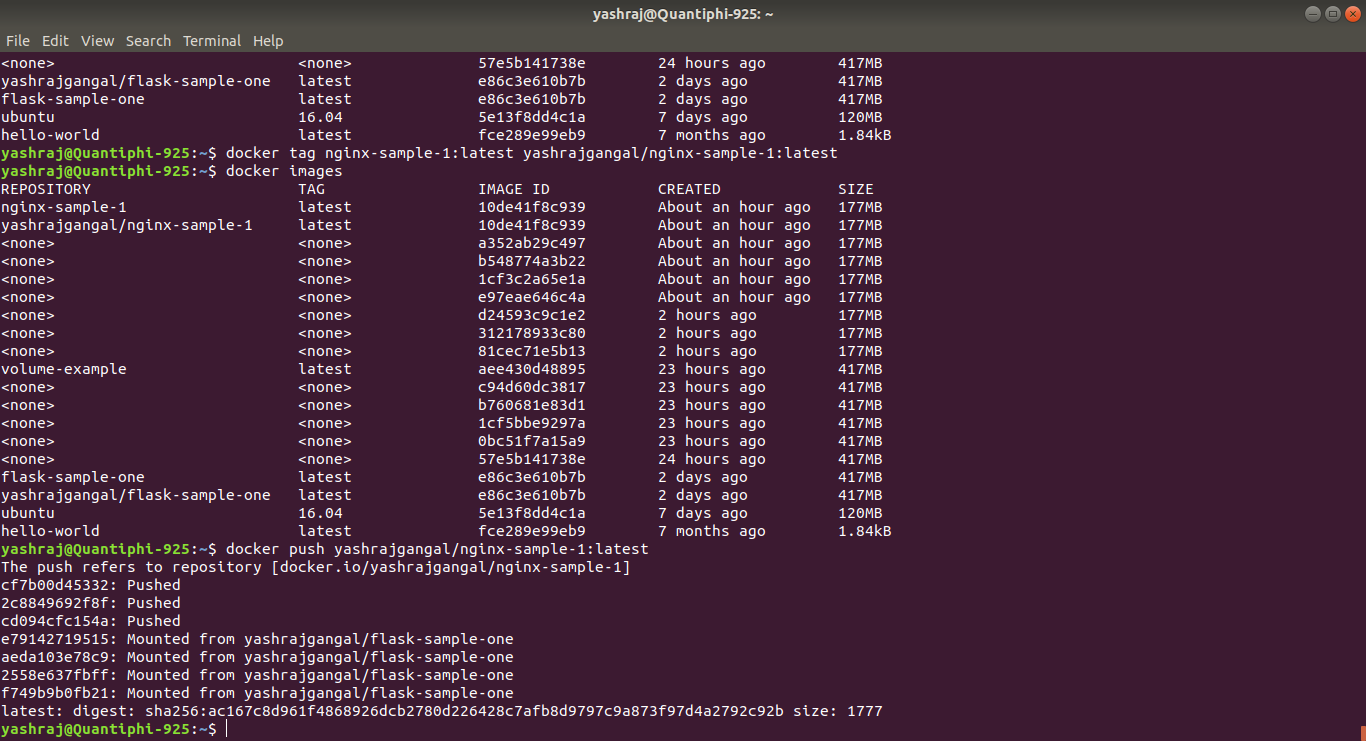 yashraj@Quantiphi-925: ~
File Edit View Search Terminal Help
<none> <none> 57e5b141738e 24 hours ago 417MB
yashrajgangal/flask-sample-one latest e86c3e610b7b 2 days ago 417MB
flask-sample-one latest e86c3e610b7b 2 days ago 417MB
ubuntu 16.04 5e13f8dd4c1a 7 days ago 120MB
hello-world latest fce289e99eb9 7 months ago 1.84kB
yashraj@Quantiphi-925:~$ docker tag nginx-sample-1:latest yashrajgangal/nginx-sample-1:latest
yashraj@Quantiphi-925:~$ docker images
REPOSITORY TAG IMAGE ID CREATED SIZE
nginx-sample-1 latest 10de41f8c939 About an hour ago 177MB
yashrajgangal/nginx-sample-1 latest 10de41f8c939 About an hour ago 177MB
<none> <none> a352ab29c497 About an hour ago 177MB
<none> <none> b548774a3b22 About an hour ago 177MB
<none> <none> 1cf3c2a65e1a About an hour ago 177MB
<none> <none> e97eae646c4a About an hour ago 177MB
<none> <none> d24593c9c1e2 2 hours ago 177MB
<none> <none> 312178933c80 2 hours ago 177MB
<none> <none> 81cec71e5b13 2 hours ago 177MB
volume-example latest aee430d48895 23 hours ago 417MB
<none> <none> c94d60dc3817 23 hours ago 417MB
<none> <none> b760681e83d1 23 hours ago 417MB
<none> <none> 1cf5bbe9297a 23 hours ago 417MB
<none> <none> 0bc51f7a15a9 23 hours ago 417MB
<none> <none> 57e5b141738e 24 hours ago 417MB
flask-sample-one latest e86c3e610b7b 2 days ago 417MB
yashrajgangal/flask-sample-one latest e86c3e610b7b 2 days ago 417MB
ubuntu 16.04 5e13f8dd4c1a 7 days ago 120MB
hello-world latest fce289e99eb9 7 months ago 1.84kB
yashraj@Quantiphi-925:~$ docker push yashrajgangal/nginx-sample-1:latest
The push refers to repository [docker.io/yashrajgangal/nginx-sample-1]
cf7b00d45332: Pushed
2c8849692f8f: Pushed
cd094cfc154a: Pushed
e79142719515: Mounted from yashrajgangal/flask-sample-one
aeda103e78c9: Mounted from yashrajgangal/flask-sample-one
2558e637fbff: Mounted from yashrajgangal/flask-sample-one
f749b9b0fb21: Mounted from yashrajgangal/flask-sample-one
latest: digest: sha256:ac167c8d961f4868926dcb2780d226428c7afb8d9797c9a873f97d4a2792c92b size: 1777
yashraj@Quantiphi-925:~$